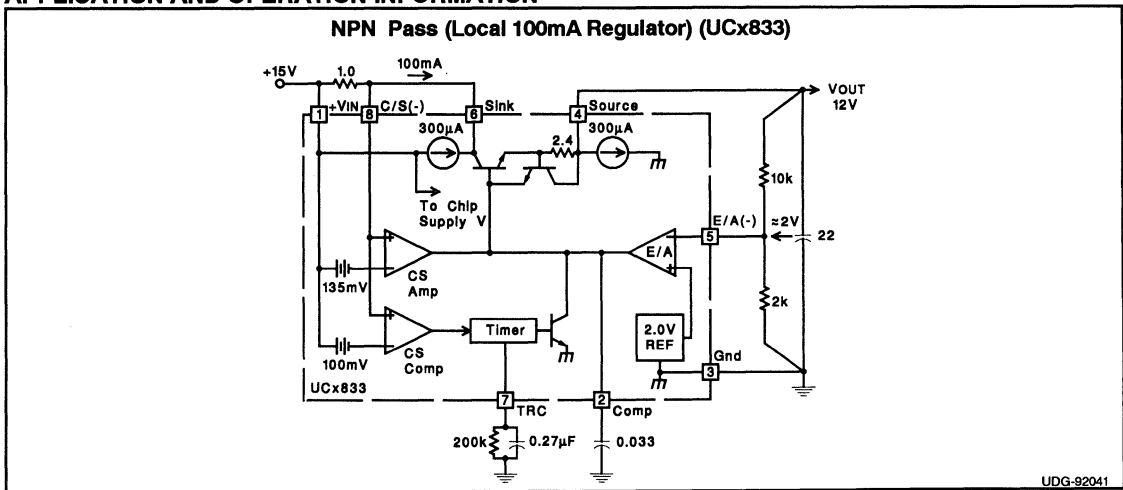 APPLICATION AND OPERATION INFORMATION
NPN Pass (Local 100mA Regulator) (UCx833)
+15V
1.0
100mA
VOUT
12V
1
+VIN
8
C/S(-)
6
Sink
4
Source
300µA
2.4
300µA
10k
To Chip
Supply V
E/A(-)
≈2V
5
22
E/A
CS
Amp
135mV
2k
Timer
2.0V
REF
CS
Comp
100mV
Gnd
3
UCx833
7
TRC
2
Comp
200k
0.27µF
0.033
UDG-92041